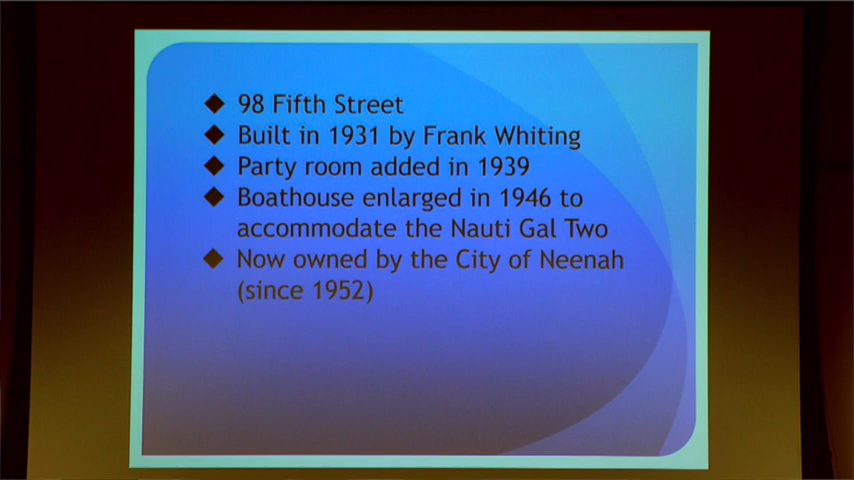 ◆ 98 Fifth Street
◆ Built in 1931 by Frank Whiting
◆ Party room added in 1939
◆ Boathouse enlarged in 1946 to
accommodate the Nauti Gal Two
◆ Now owned by the City of Neenah
(since 1952)